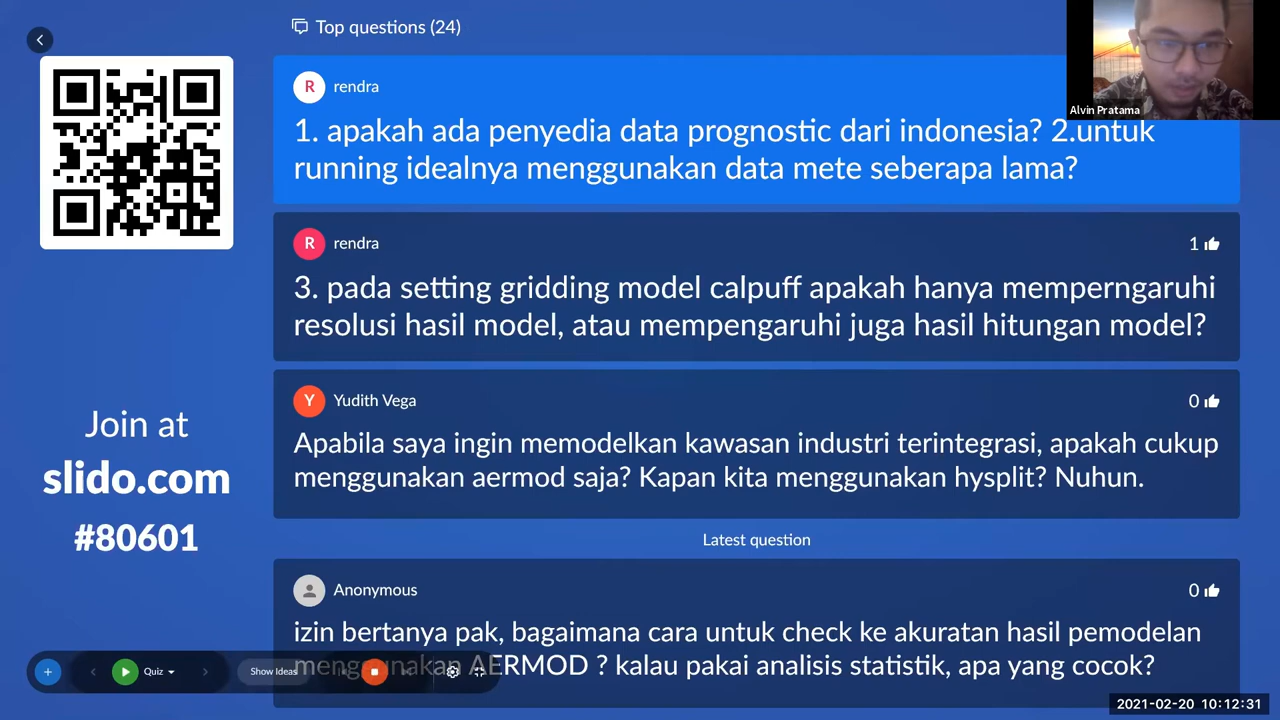 Top questions (24)
Alvin Pratama
R rendra
1. apakah ada penyedia data prognostic dari indonesia? 2.untuk
running idealnya menggunakan data mete seberapa lama?
R rendra 1
3. pada setting gridding model calpuff apakah hanya memperngaruhi
resolusi hasil model, atau mempengaruhi juga hasil hitungan model?
Y Yudith Vega 0
Apabila saya ingin memodelkan kawasan industri terintegrasi, apakah cukup
menggunakan aermod saja? Kapan kita menggunakan hysplit? Nuhun.
Latest question
Anonymous 0
izin bertanya pak, bagaimana cara untuk check ke akuratan hasil pemodelan
menggunakan AERMOD ? kalau pakai analisis statistik, apa yang cocok?
Join at
slido.com
#80601
Quiz
Show Ideas
2021-02-20 10:12:31